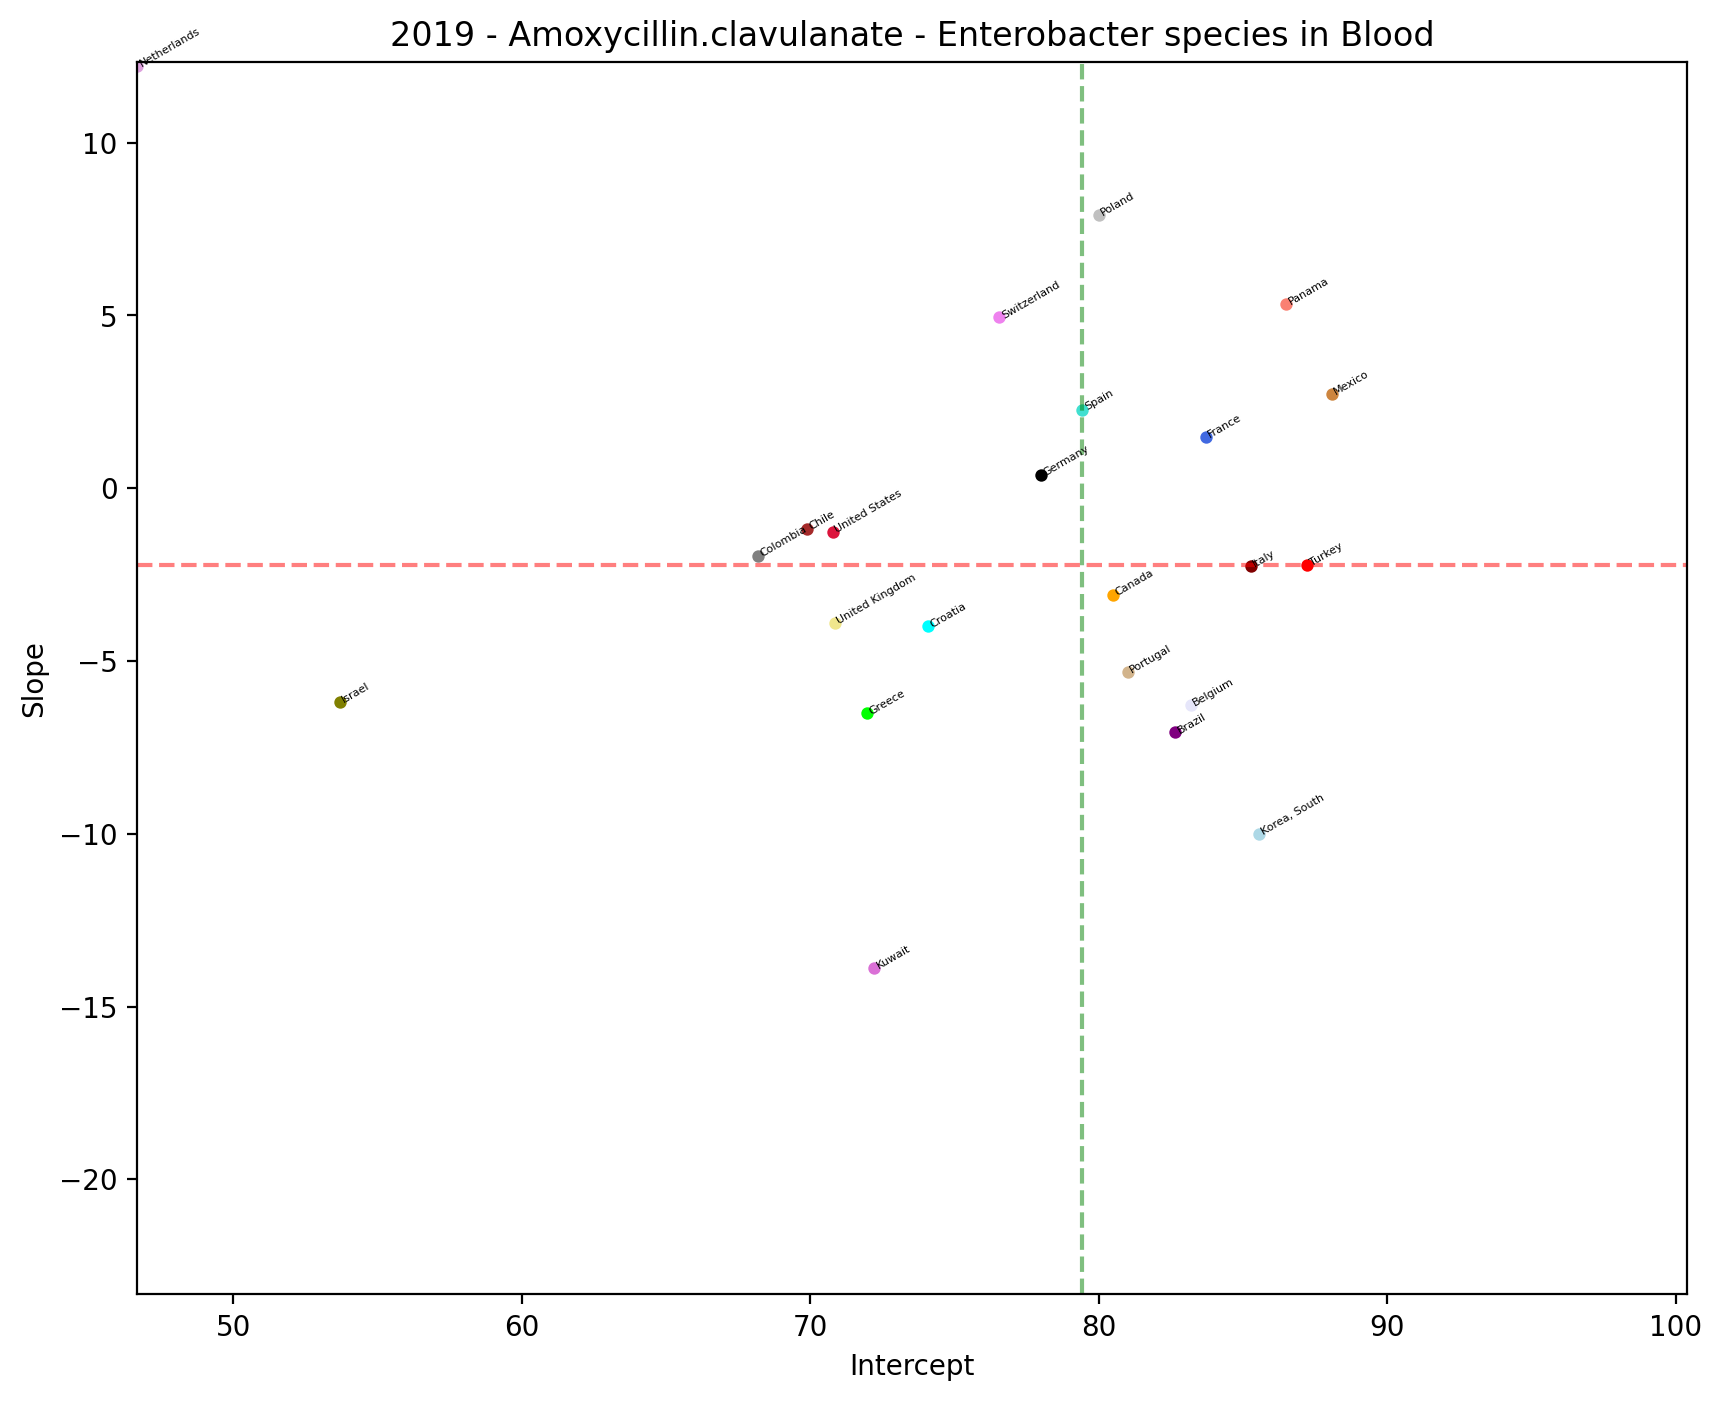 2019 - Amoxycillin.clavulanate - Enterobacter species in Blood
Netherlands
10
Poland
Panama
Switzerland
5
Mexico
Spain
France
Germany
0
United States
Chile
Colombia
Italy
Turkey
Canada
United Kingdom
Croatia
Portugal
−5
Slope
Israel
Belgium
Greece
Brazil
Korea, South
−10
Kuwait
−15
−20
50 60 70 80 90 100
Intercept